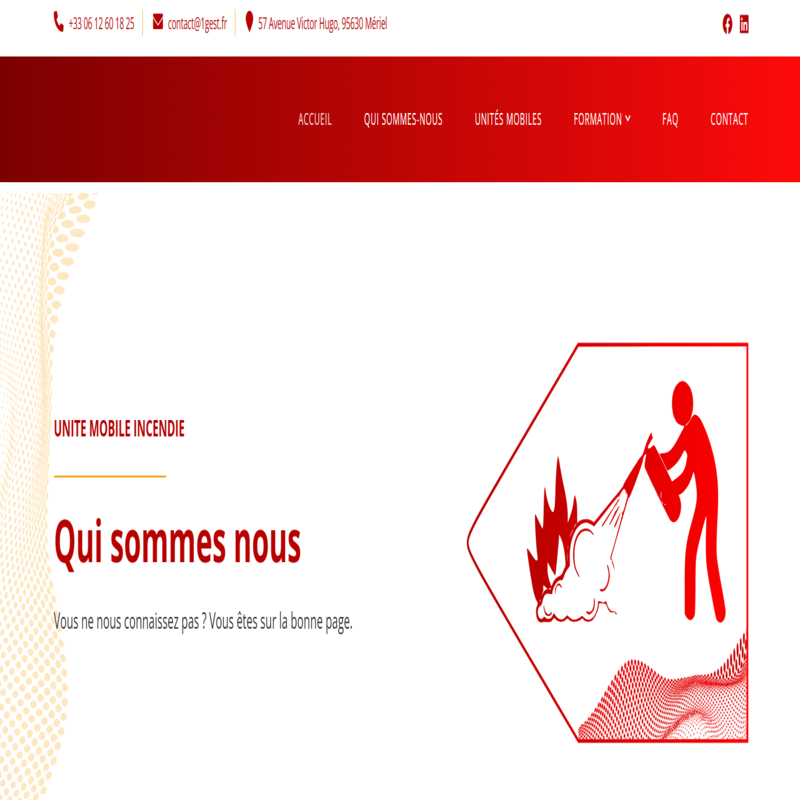 +33 06 12 60 18 25 contact@1gest.fr 57 Avenue Victor Hugo, 95630 Mériel
ACCUEIL QUI SOMMES-NOUS UNITÉS MOBILES FORMATION FAQ CONTACT
UNITE MOBILE INCENDIE
Qui sommes nous
Vous ne nous connaissez pas ? Vous êtes sur la bonne page.